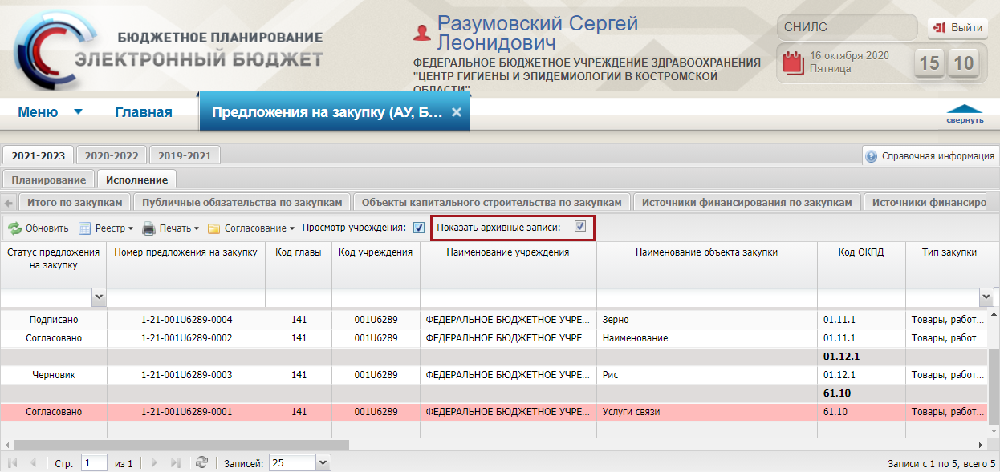 БЮДЖЕТНОЕ ПЛАНИРОВАНИЕ
ЭЛЕКТРОННЫЙ БЮДЖЕТ
Разумовский Сергей
Леонидович
ФЕДЕРАЛЬНОЕ БЮДЖЕТНОЕ УЧРЕЖДЕНИЕ ЗДРАВООХРАНЕНИЯ
"ЦЕНТР ГИГИЕНЫ И ЭПИДЕМИОЛОГИИ В КОСТРОМСКОЙ
ОБЛАСТИ"
СНИЛС
Выйти
16 октября 2020
Пятница
15 10
Меню Главная Предложения на закупку (АУ, Б... ×
свернуть
2021-2023 2020-2022 2019-2021 Справочная информация
Планирование Исполнение
Итого по закупкам Публичные обязательства по закупкам Объекты капитального строительства по закупкам Источники финансирования по закупкам Источники финансиро
Обновить Реестр Печать Согласование Просмотр учреждения: Показать архивные записи:
Статус предложения на закупку Номер предложения на закупку Код главы Код учреждения Наименование учреждения Наименование объекта закупки Код ОКПД Тип закупки
Подписано 1-21-001U6289-0004 141 001U6289 ФЕДЕРАЛЬНОЕ БЮДЖЕТНОЕ УЧРЕ... Зерно 01.11.1 Товары, работ...
Согласовано 1-21-001U6289-0002 141 001U6289 ФЕДЕРАЛЬНОЕ БЮДЖЕТНОЕ УЧРЕ... Наименование 01.11.1 Товары, работ...
01.12.1
Черновик 1-21-001U6289-0003 141 001U6289 ФЕДЕРАЛЬНОЕ БЮДЖЕТНОЕ УЧРЕ... Рис 01.12.1 Товары, работ...
61.10
Согласовано 1-21-001U6289-0001 141 001U6289 ФЕДЕРАЛЬНОЕ БЮДЖЕТНОЕ УЧРЕ... Услуги связи 61.10 Товары, работ...
Стр. 1 из 1 Записей: 25 Записи с 1 по 5, всего 5